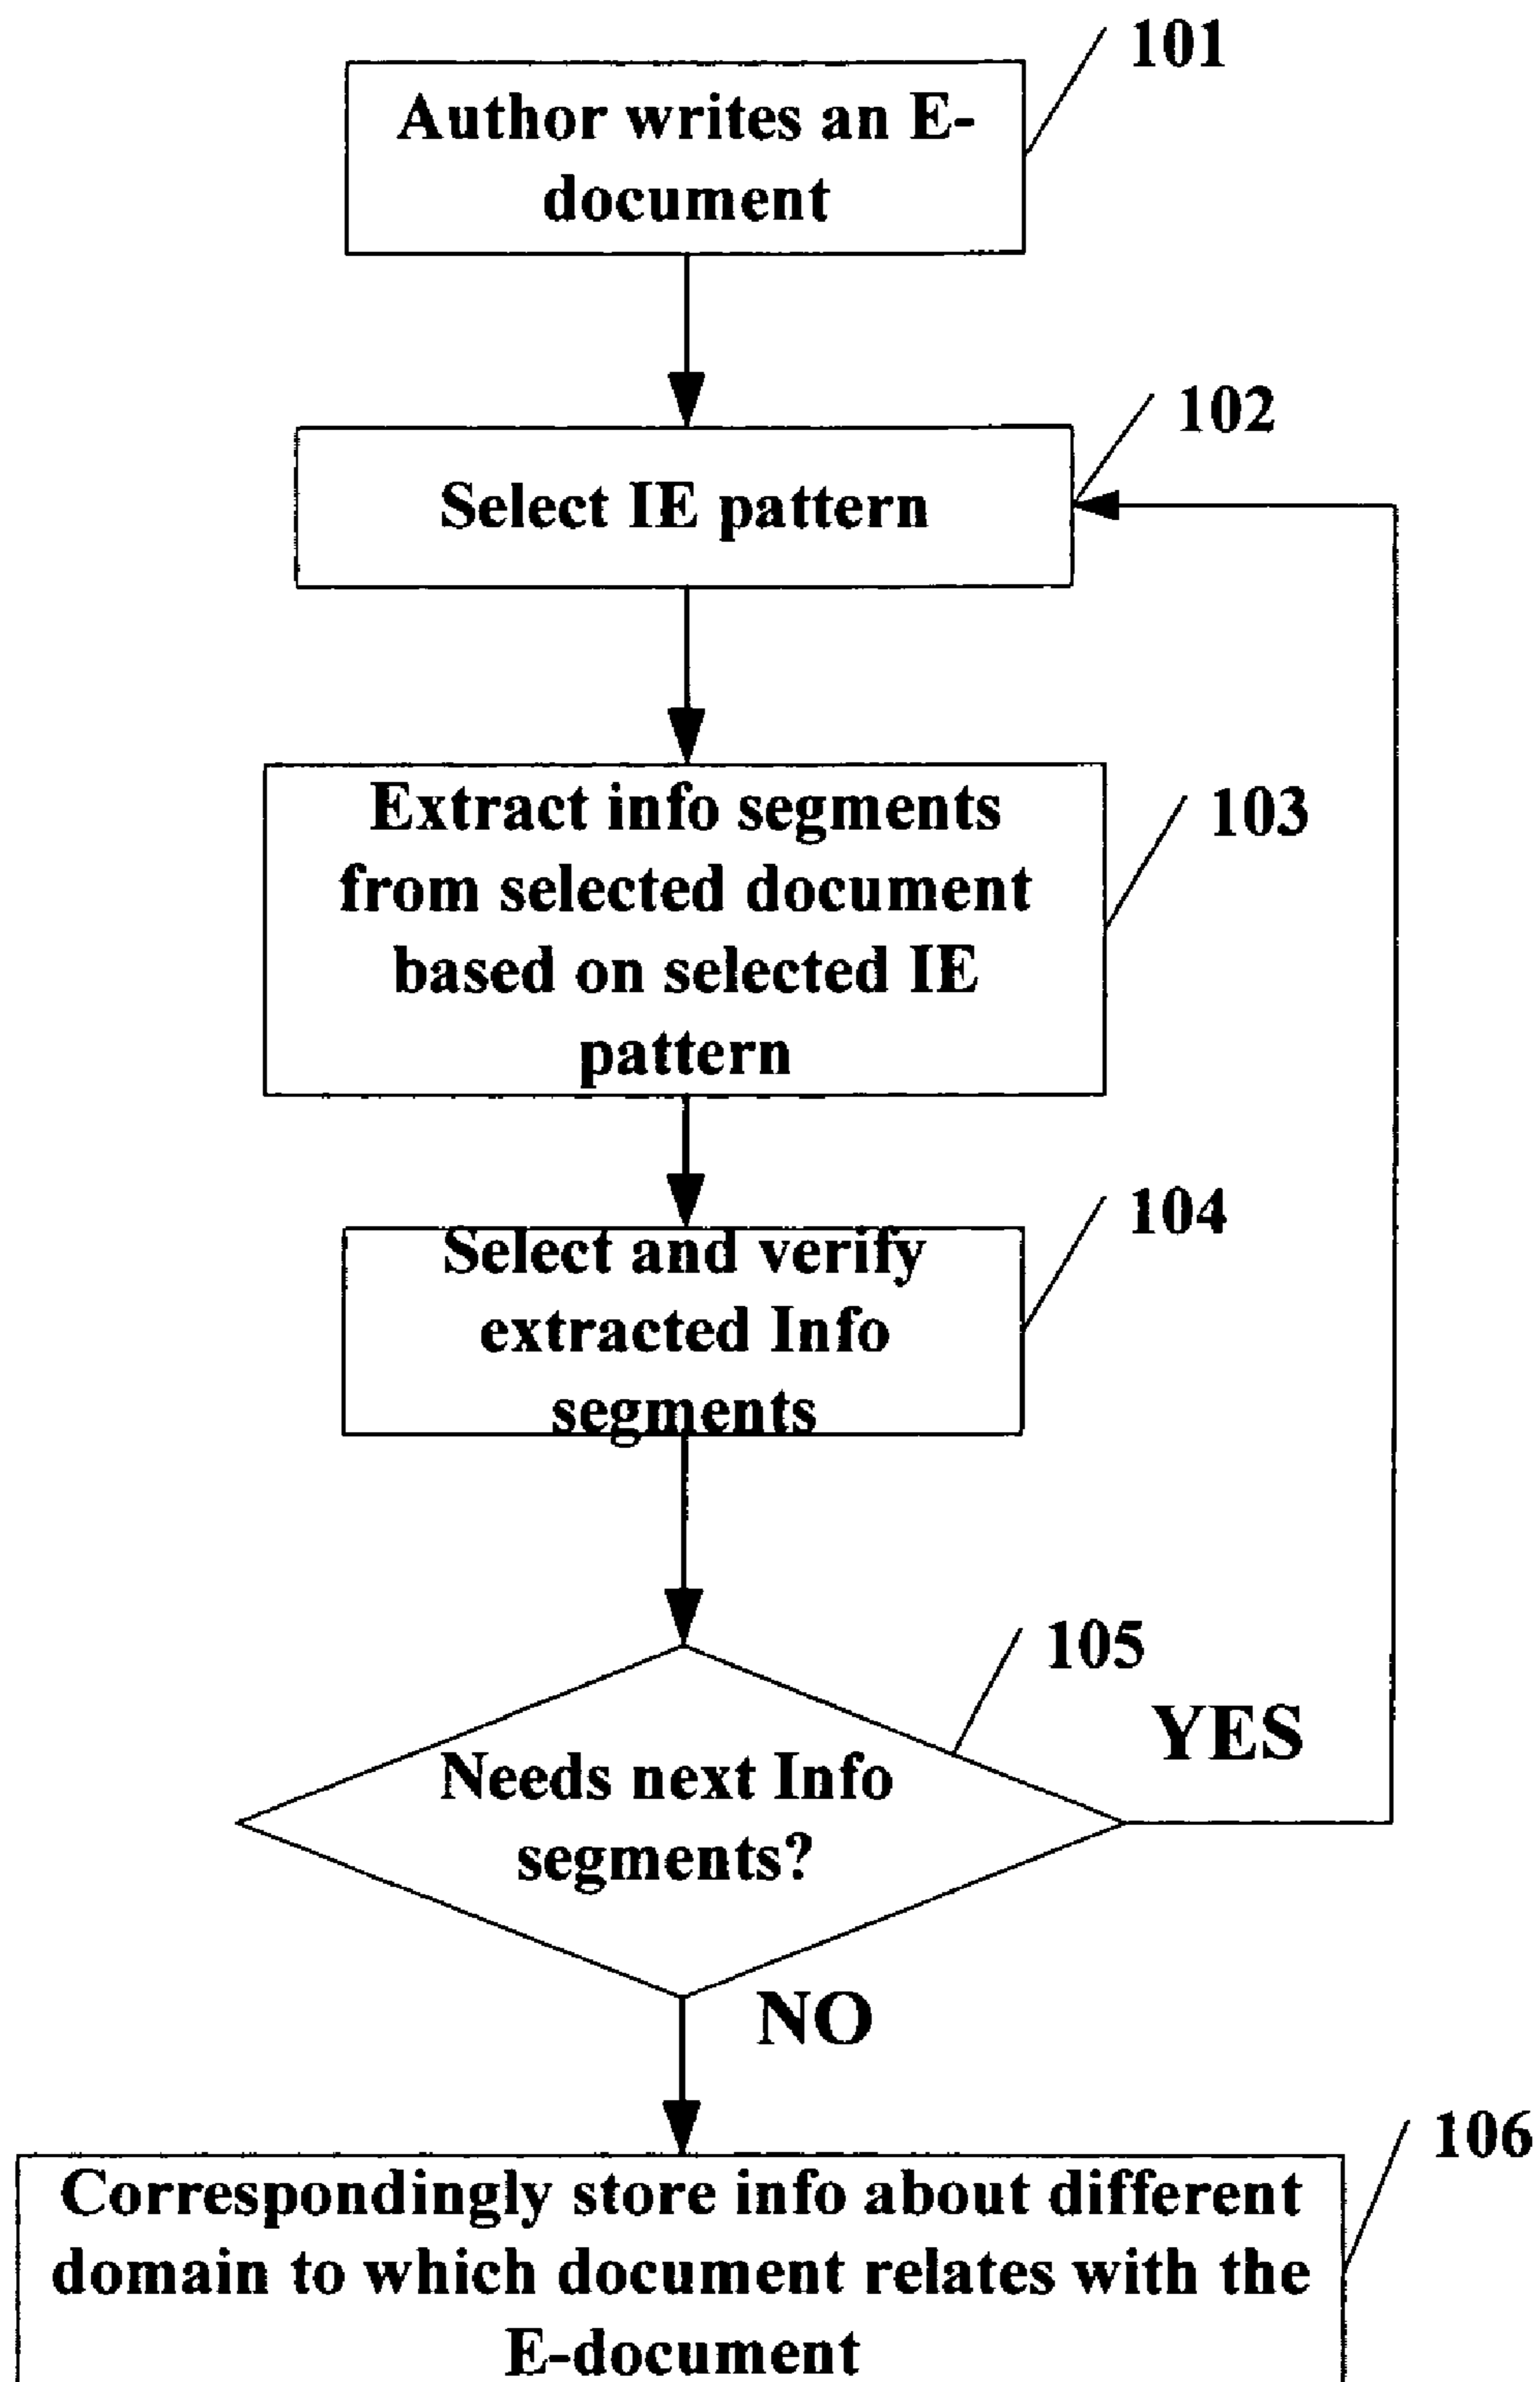 101
Author writes an E-
document
102
Select IE pattern
103
Extract info segments
from selected document
based on selected IE
pattern
104
Select and verify
extracted Info
segments
105
YES
Needs next Info
segments?
NO
106
Correspondingly store info about different
domain to which document relates with the
E-document